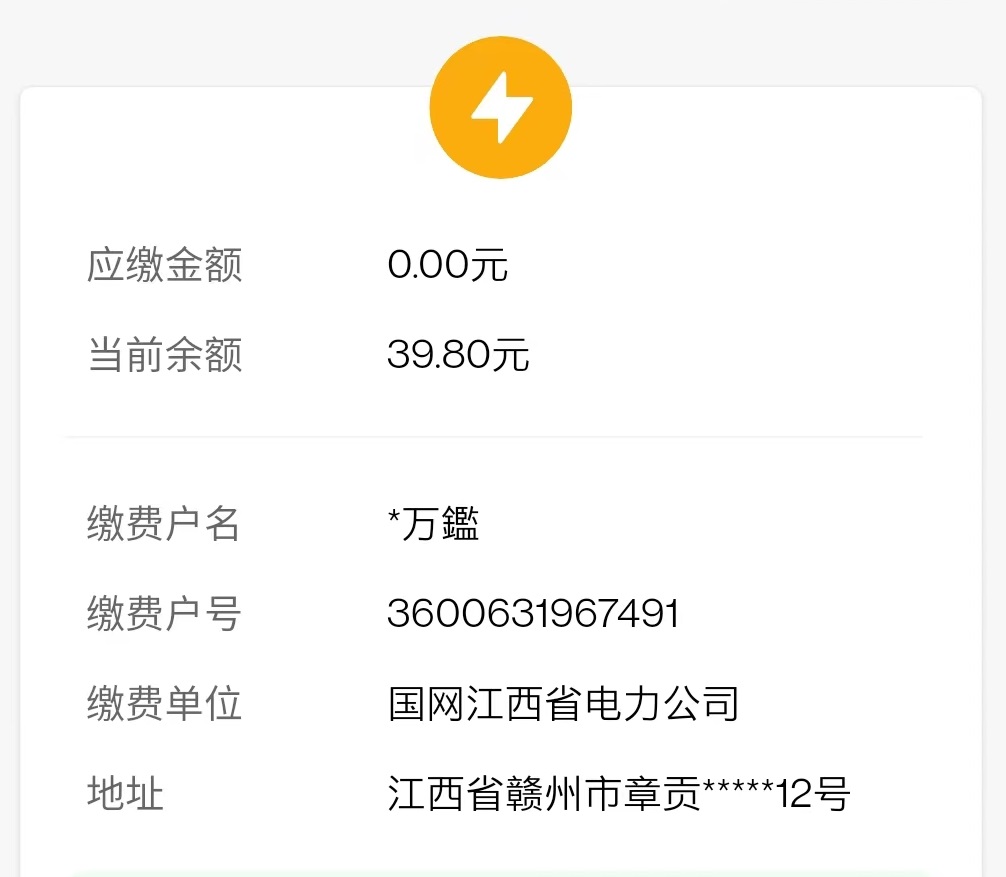 应缴金额 0.00元
当前余额 39.80元
缴费户名 *万鑑
缴费户号 3600631967491
缴费单位 国网江西省电力公司
地址 江西省赣州市章贡*****12号